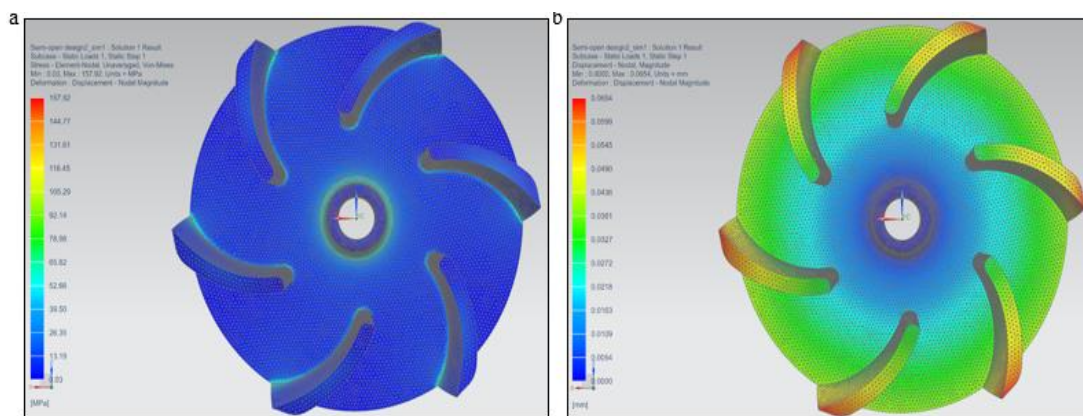 a
Semi-open design2_sim1 : Solution 1 Result
Subcase - Static Loads 1, Static Step 1
Stress - Element-Nodal, Unaveraged, Von-Mises
Min : 0.03, Max : 157.92, Units = MPa
Deformation : Displacement - Nodal Magnitude
157.92
144.77
131.61
118.45
105.29
92.14
78.98
65.82
52.66
39.50
26.35
13.19
0.03
[MPa]
b
Semi-open design2_sim1 : Solution 1 Result
Subcase - Static Loads 1, Static Step 1
Displacement - Nodal, Magnitude
Min : 0.0000, Max : 0.0654, Units = mm
Deformation : Displacement - Nodal Magnitude
0.0654
0.0599
0.0545
0.0490
0.0436
0.0381
0.0327
0.0272
0.0218
0.0163
0.0109
0.0054
0.0000
[mm]